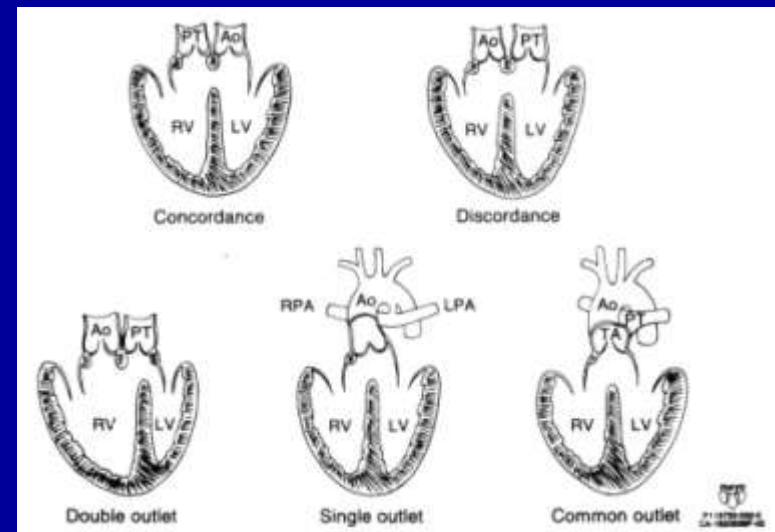 PT Ao
RV LV
Concordance
Ao PT
RV LV
Discordance
Ao PT
RV LV
Double outlet
RPA Ao LPA
RV LV
Single outlet
Ao PT
TA
RV LV
Common outlet